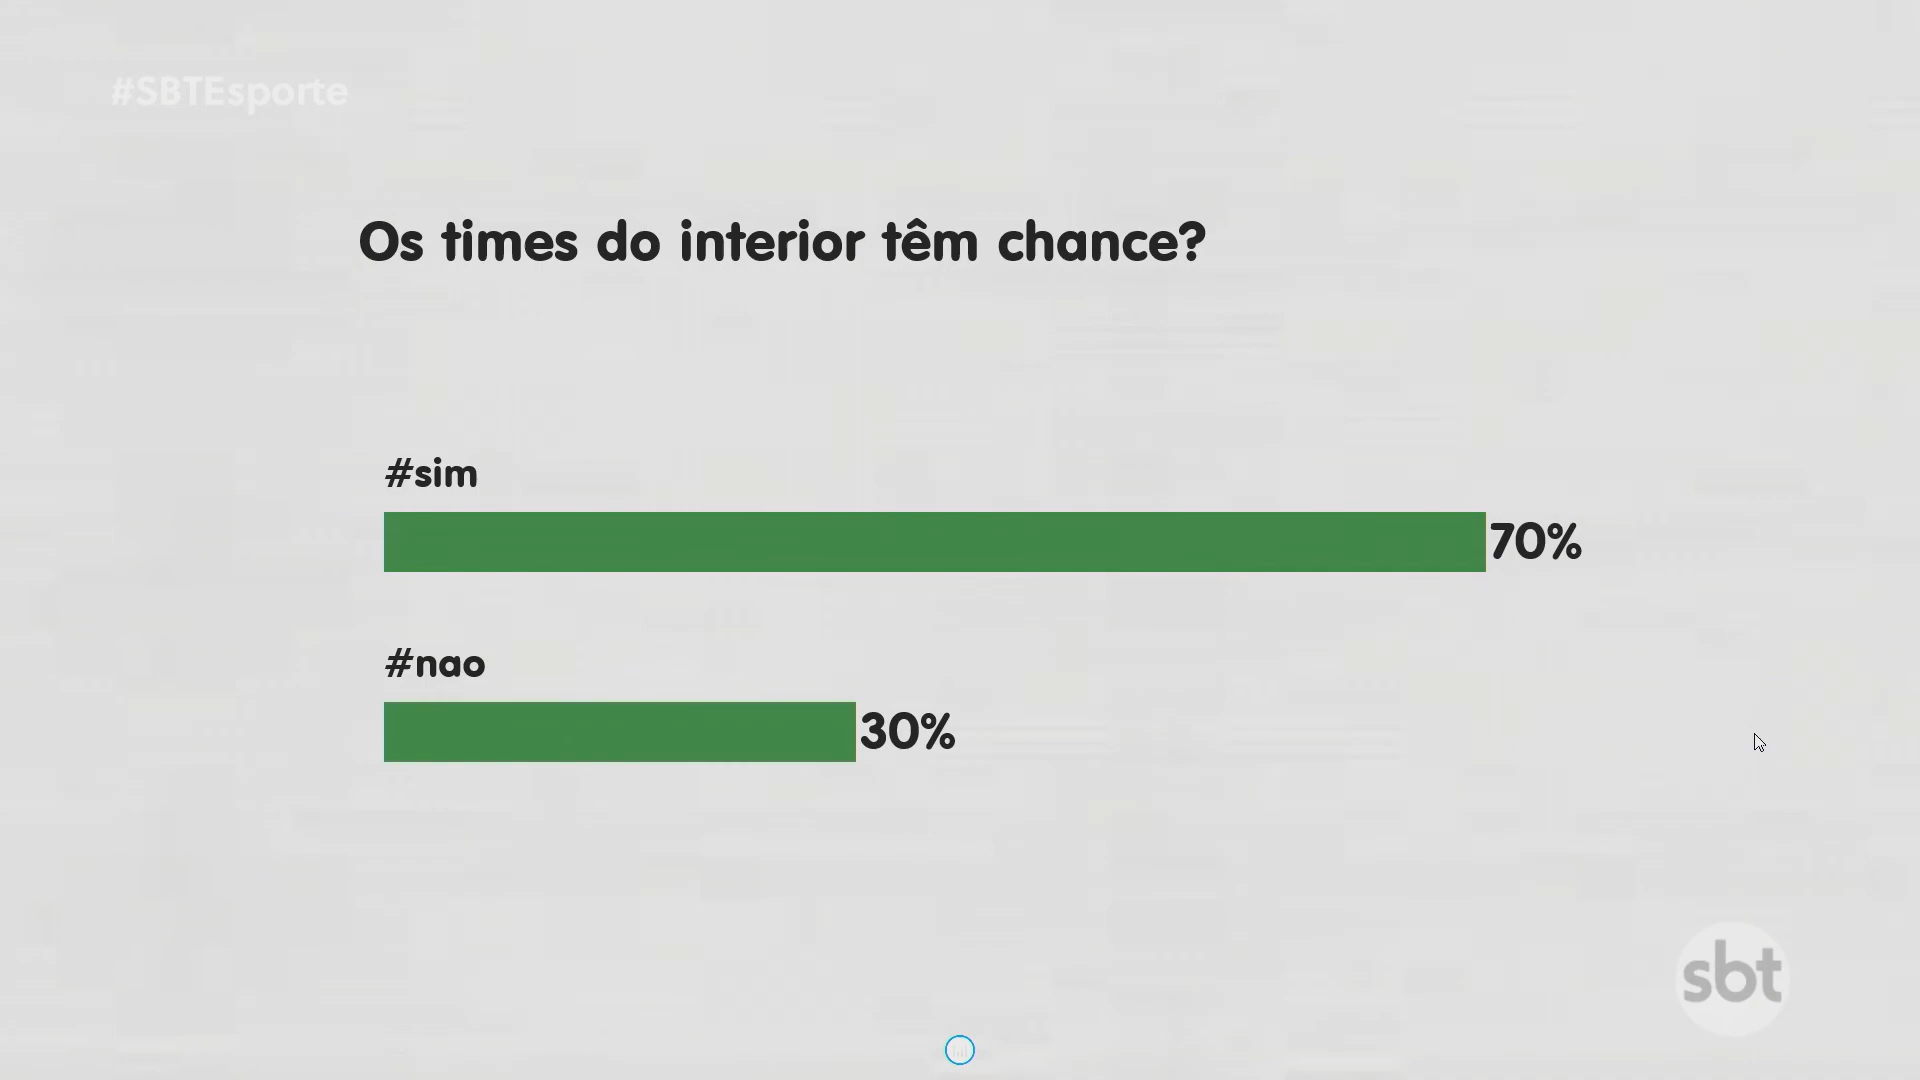 #SBTEsporte
Os times do interior têm chance?
#sim
70%
#nao
30%
sbt